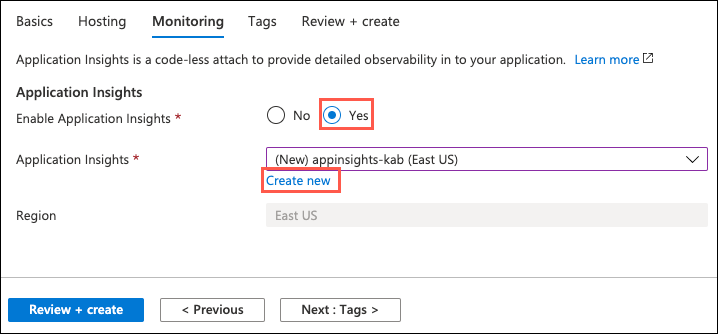 Basics Hosting Monitoring Tags Review + create
Application Insights is a code-less attach to provide detailed observability in to your application. Learn more
Application Insights
Enable Application Insights * No Yes
Application Insights * (New) appinsights-kab (East US)
Create new
Region East US
Review + create < Previous Next : Tags >